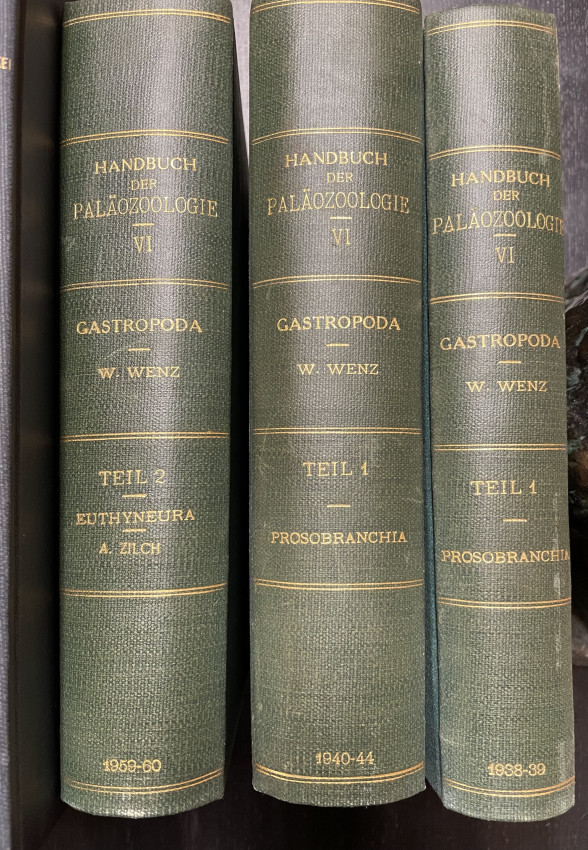 HANDBUCH
DER
PALÄOZOOLOGIE
VI
GASTROPODA
W. WENZ
TEIL 2
EUTHYNEURA
A. ZILCH
1959-60
HANDBUCH
DER
PALÄOZOOLOGIE
VI
GASTROPODA
W. WENZ
TEIL 1
PROSOBRANCHIA
1940-44
HANDBUCH
DER
PALÄOZOOLOGIE
VI
GASTROPODA
W. WENZ
TEIL 1
PROSOBRANCHIA
1938-39